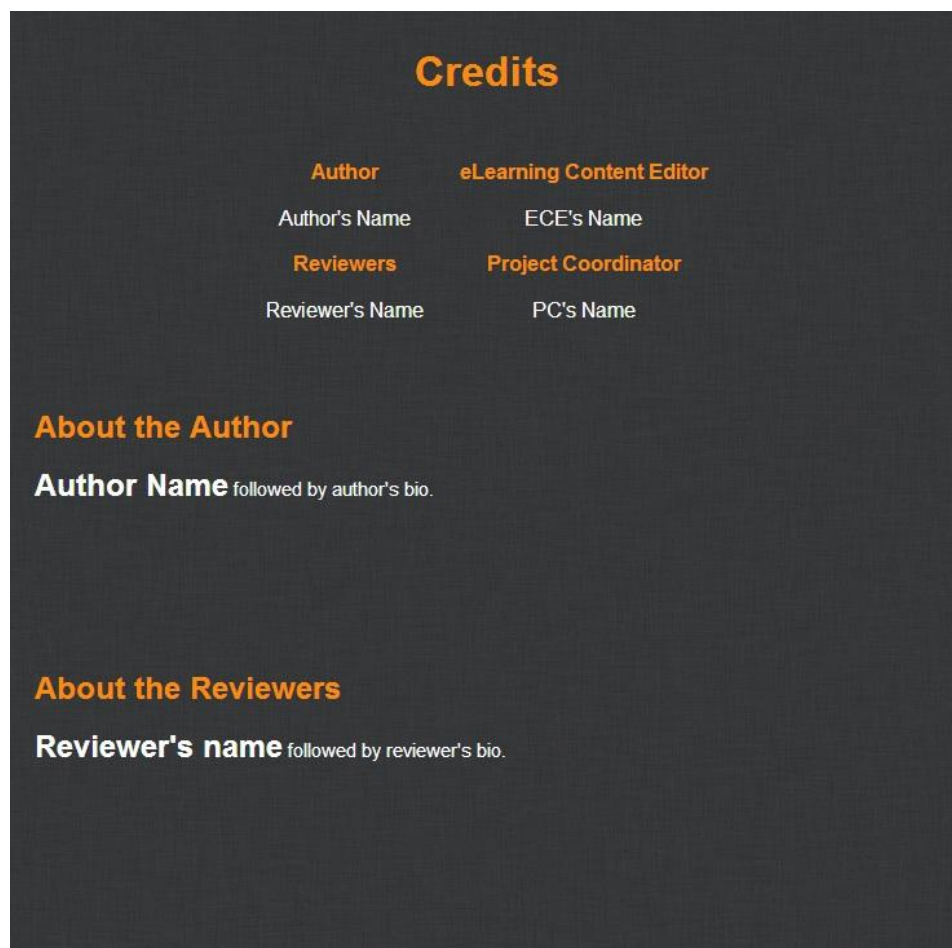 Credits
Author eLearning Content Editor
Author's Name ECE's Name
Reviewers Project Coordinator
Reviewer's Name PC's Name
About the Author
Author Name followed by author's bio.
About the Reviewers
Reviewer's name followed by reviewer's bio.